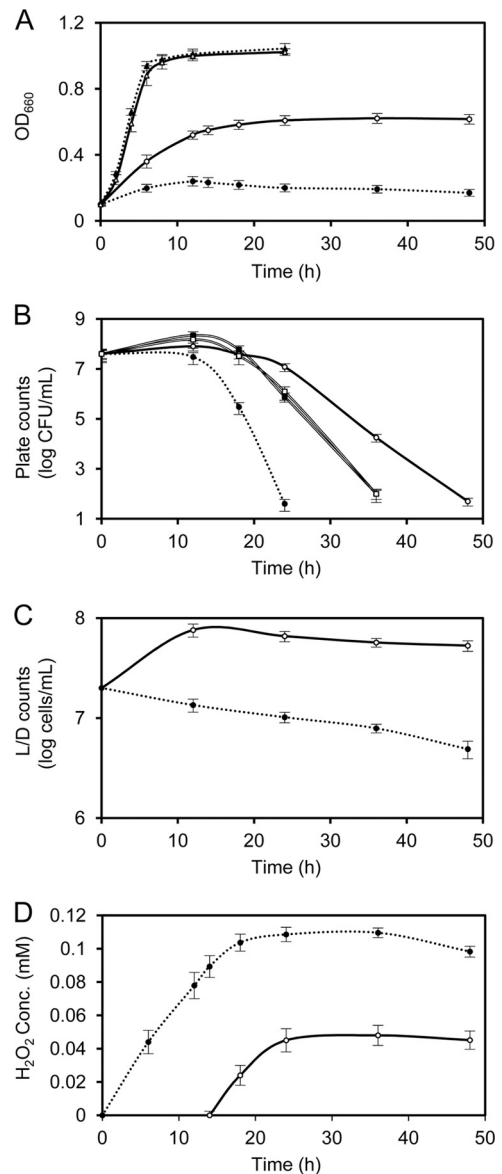 A
1.2
0.8
0.4
0
OD660
0 10 20 30 40 50
Time (h)
B
9
7
5
3
1
Plate counts
(log CFU/mL)
0 10 20 30 40 50
Time (h)
C
8
7
6
L/D counts
(log cells/mL)
0 10 20 30 40 50
Time (h)
D
0.12
0.1
0.08
0.06
0.04
0.02
0
H2O2 Conc. (mM)
0 10 20 30 40 50
Time (h)